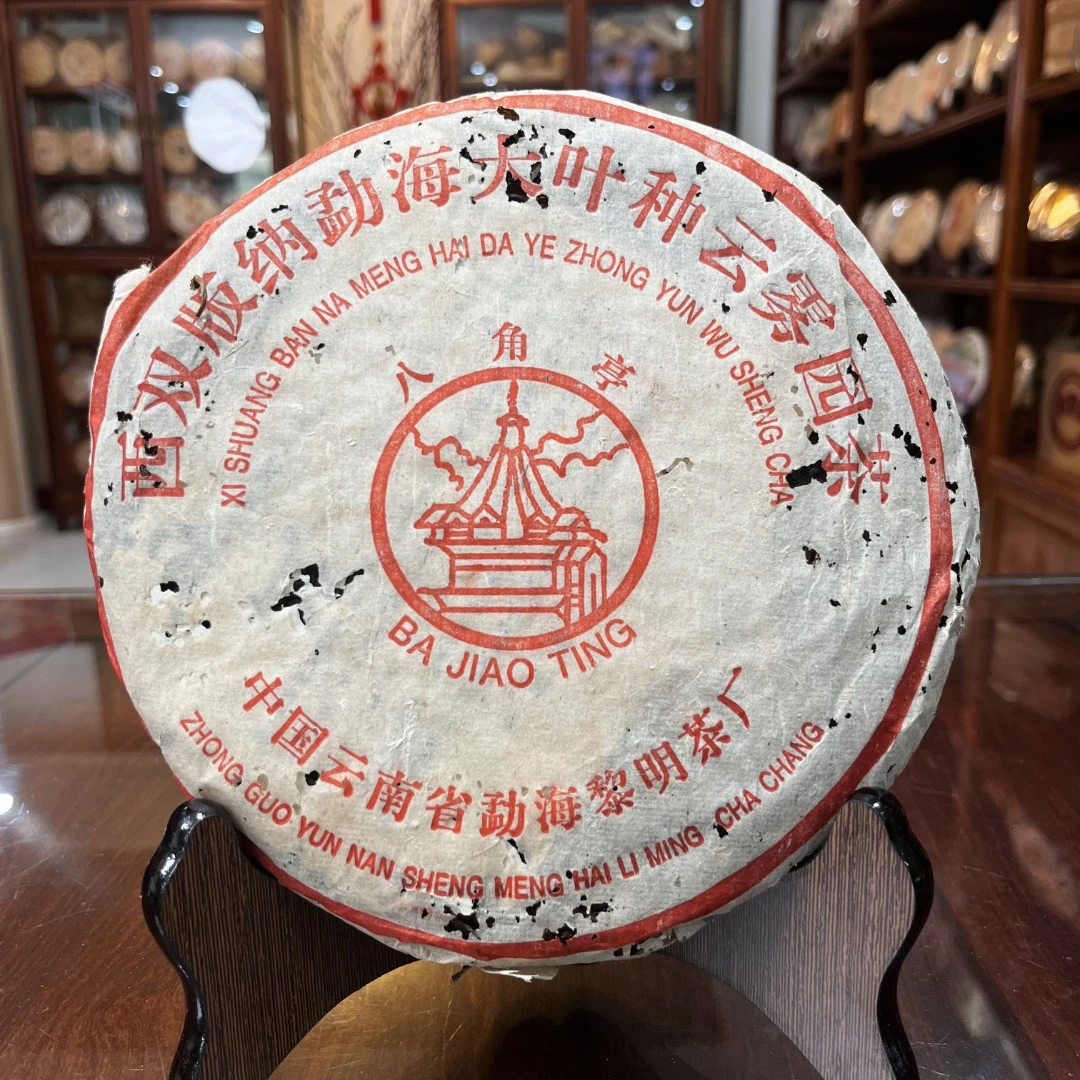 西双版纳勐海大叶种云雾圆茶
XI SHUANG BAN NA MENG HAI DA YE ZHONG YUN WU SHENG CHA
八角亭
BA JIAO TING
中国云南省勐海黎明茶厂
ZHONG GUO YUN NAN SHENG MENG HAI LI MING CHA CHANG